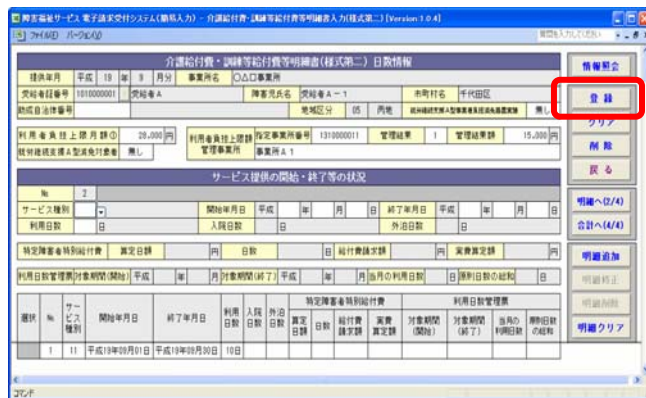 障害福祉サービス 電子請求受付システム(簡易入力) - 介護給付費・訓練等給付費等明細書入力(様式第二) [Version 1.0.4]
ファイル(F) ページ(X)
介護給付費・訓練等給付費等明細書(様式第二) 日数情報
提供年月 平成 19 年 9 月分 事業所名 〇△□事業所
受給者証番号 1010000001 受給者A 障害児氏名 受給者A-1 市町村名 千代田区
助成自治体番号 地域区分 05 丙地 無し
利用者負担上限月額① 28,000 円 利用者負担上限額管理事業所 指定事業所番号 1310000011 管理結果 1 管理結果額 15,000 円
就労継続支援A型減免対象者 無し 事業所A1
サービス提供の開始・終了等の状況
№ 2
サービス種別 開始年月日 平成 年 月 日 終了年月日 平成 年 月 日
利用日数 日 入院日数 日 外泊日数 日
特定障害者特別給付費 算定日額 円 日数 日 給付費請求額 円 実費算定額 円
利用日数管理票 対象期間(開始) 平成 年 月 対象期間(終了) 平成 年 月 当月の利用日数 日 原則日数の総和 日
選択 № サービス種別 開始年月日 終了年月日 利用日数 入院日数 外泊日数 特定障害者特別給付費 利用日数管理票
算定日額 日数 給付費請求額 実費算定額 対象期間(開始) 対象期間(終了) 当月の利用日数 原則日数の総和
1 11 平成19年09月01日 平成19年09月30日 10日
情報照会
登録
クリア
削除
戻る
明細へ(2/4)
合計へ(4/4)
明細追加
明細修正
明細削除
明細クリア
コマンド